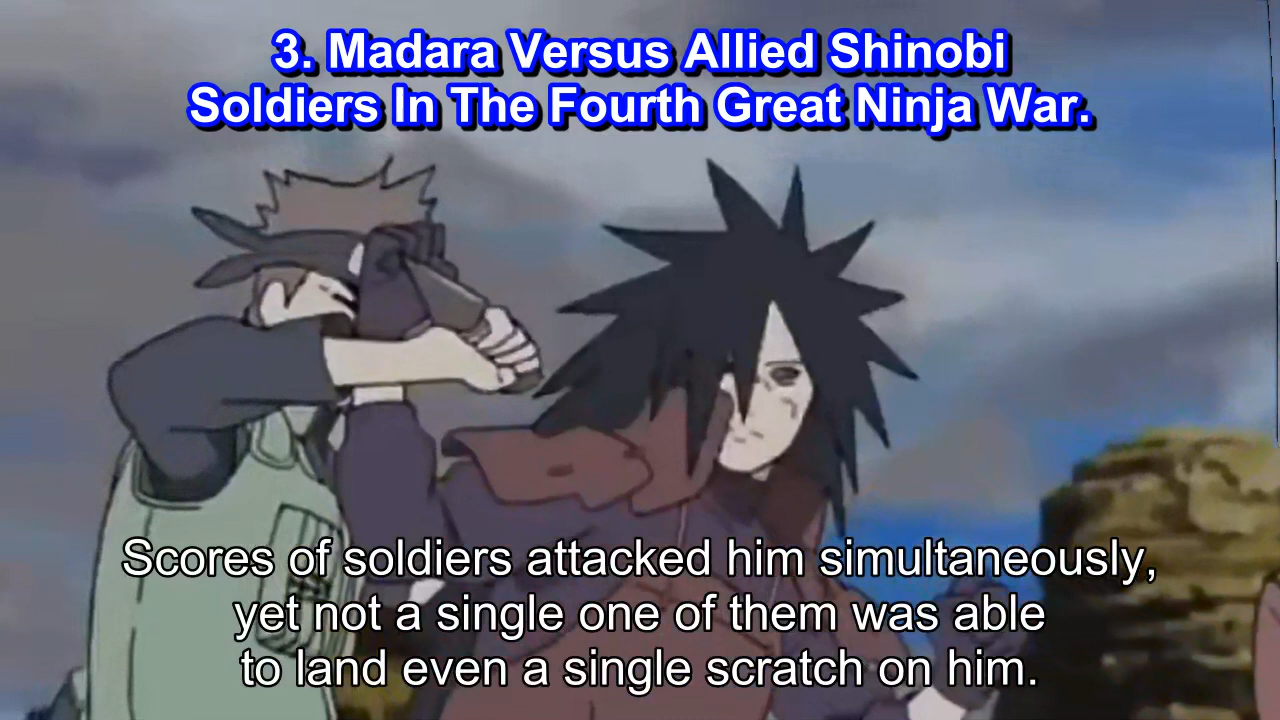 3. Madara Versus Allied Shinobi
Soldiers In The Fourth Great Ninja War.
Scores of soldiers attacked him simultaneously,
yet not a single one of them was able
to land even a single scratch on him.